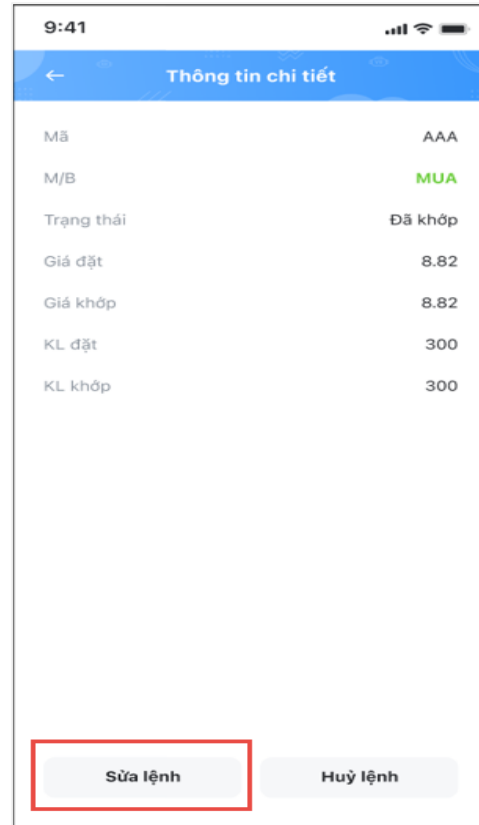 9:41
Thông tin chi tiết
Mã AAA
M/B MUA
Trạng thái Đã khớp
Giá đặt 8.82
Giá khớp 8.82
KL đặt 300
KL khớp 300
Sửa lệnh Huỷ lệnh